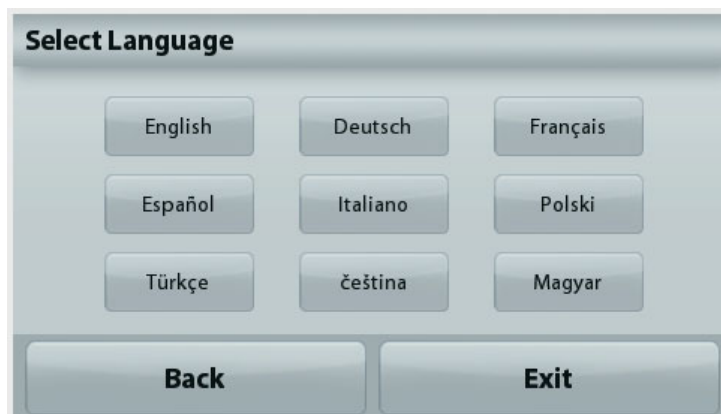 Select Language
English Deutsch Français
Español Italiano Polski
Türkçe čeština Magyar
Back Exit